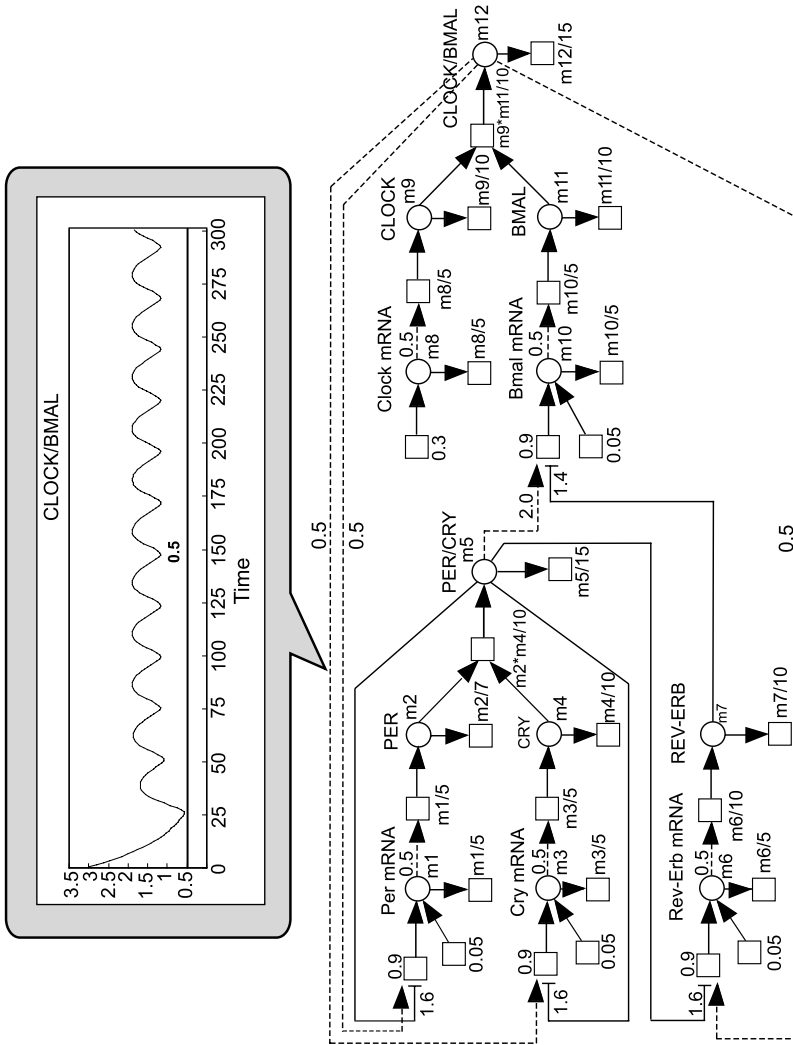 CLOCK/BMAL
3.5
3
2.5
2
1.5
1
0.5
0.5
0
25
50
75
100
125
150
175
200
225
250
275
300
Time
0.5
0.5
0.9
1.6
Per mRNA
0.5
m1
m1/5
0.05
m1/5
PER
m2
m2/7
m2*m4/10
PER/CRY
m5
m5/15
0.9
1.6
Cry mRNA
0.5
m3
m3/5
0.05
m3/5
CRY
m4
m4/10
0.9
1.6
Rev-Erb mRNA
0.5
m6
m6/5
0.05
m6/10
REV-ERB
m7
m7/10
2.0
1.4
Clock mRNA
0.5
m8
m8/5
0.3
m8/5
CLOCK
m9
m9/10
m9*m11/10
CLOCK/BMAL
m12
m12/15
0.9
Bmal mRNA
0.5
m10
m10/5
0.05
m10/5
BMAL
m11
m11/10
0.5